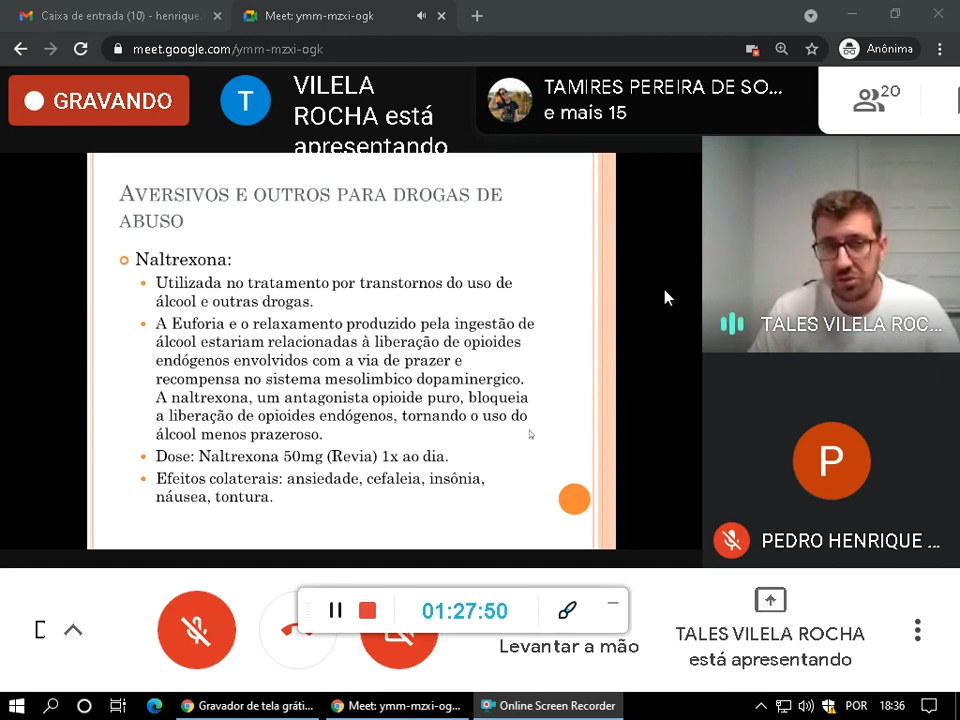 Caixa de entrada (10) - henrique.
Meet: ymm-mzxi-ogk
meet.google.com/ymm-mzxi-ogk
Anônima
GRAVANDO
T
VILELA
ROCHA está
apresentando
TAMIRES PEREIRA DE SO...
e mais 15
20
AVERSIVOS E OUTROS PARA DROGAS DE
ABUSO
Naltrexona:
Utilizada no tratamento por transtornos do uso de
álcool e outras drogas.
A Euforia e o relaxamento produzido pela ingestão de
álcool estariam relacionadas à liberação de opioides
endógenos envolvidos com a via de prazer e
recompensa no sistema mesolimbico dopaminergico.
A naltrexona, um antagonista opioide puro, bloqueia
a liberação de opioides endógenos, tornando o uso do
álcool menos prazeroso.
Dose: Naltrexona 50mg (Revia) 1x ao dia.
Efeitos colaterais: ansiedade, cefaleia, insônia,
náusea, tontura.
TALES VILELA ROC...
P
PEDRO HENRIQUE ...
01:27:50
Levantar a mão
TALES VILELA ROCHA
está apresentando
Gravador de tela gráti...
Meet: ymm-mzxi-og...
Online Screen Recorder
POR
18:36